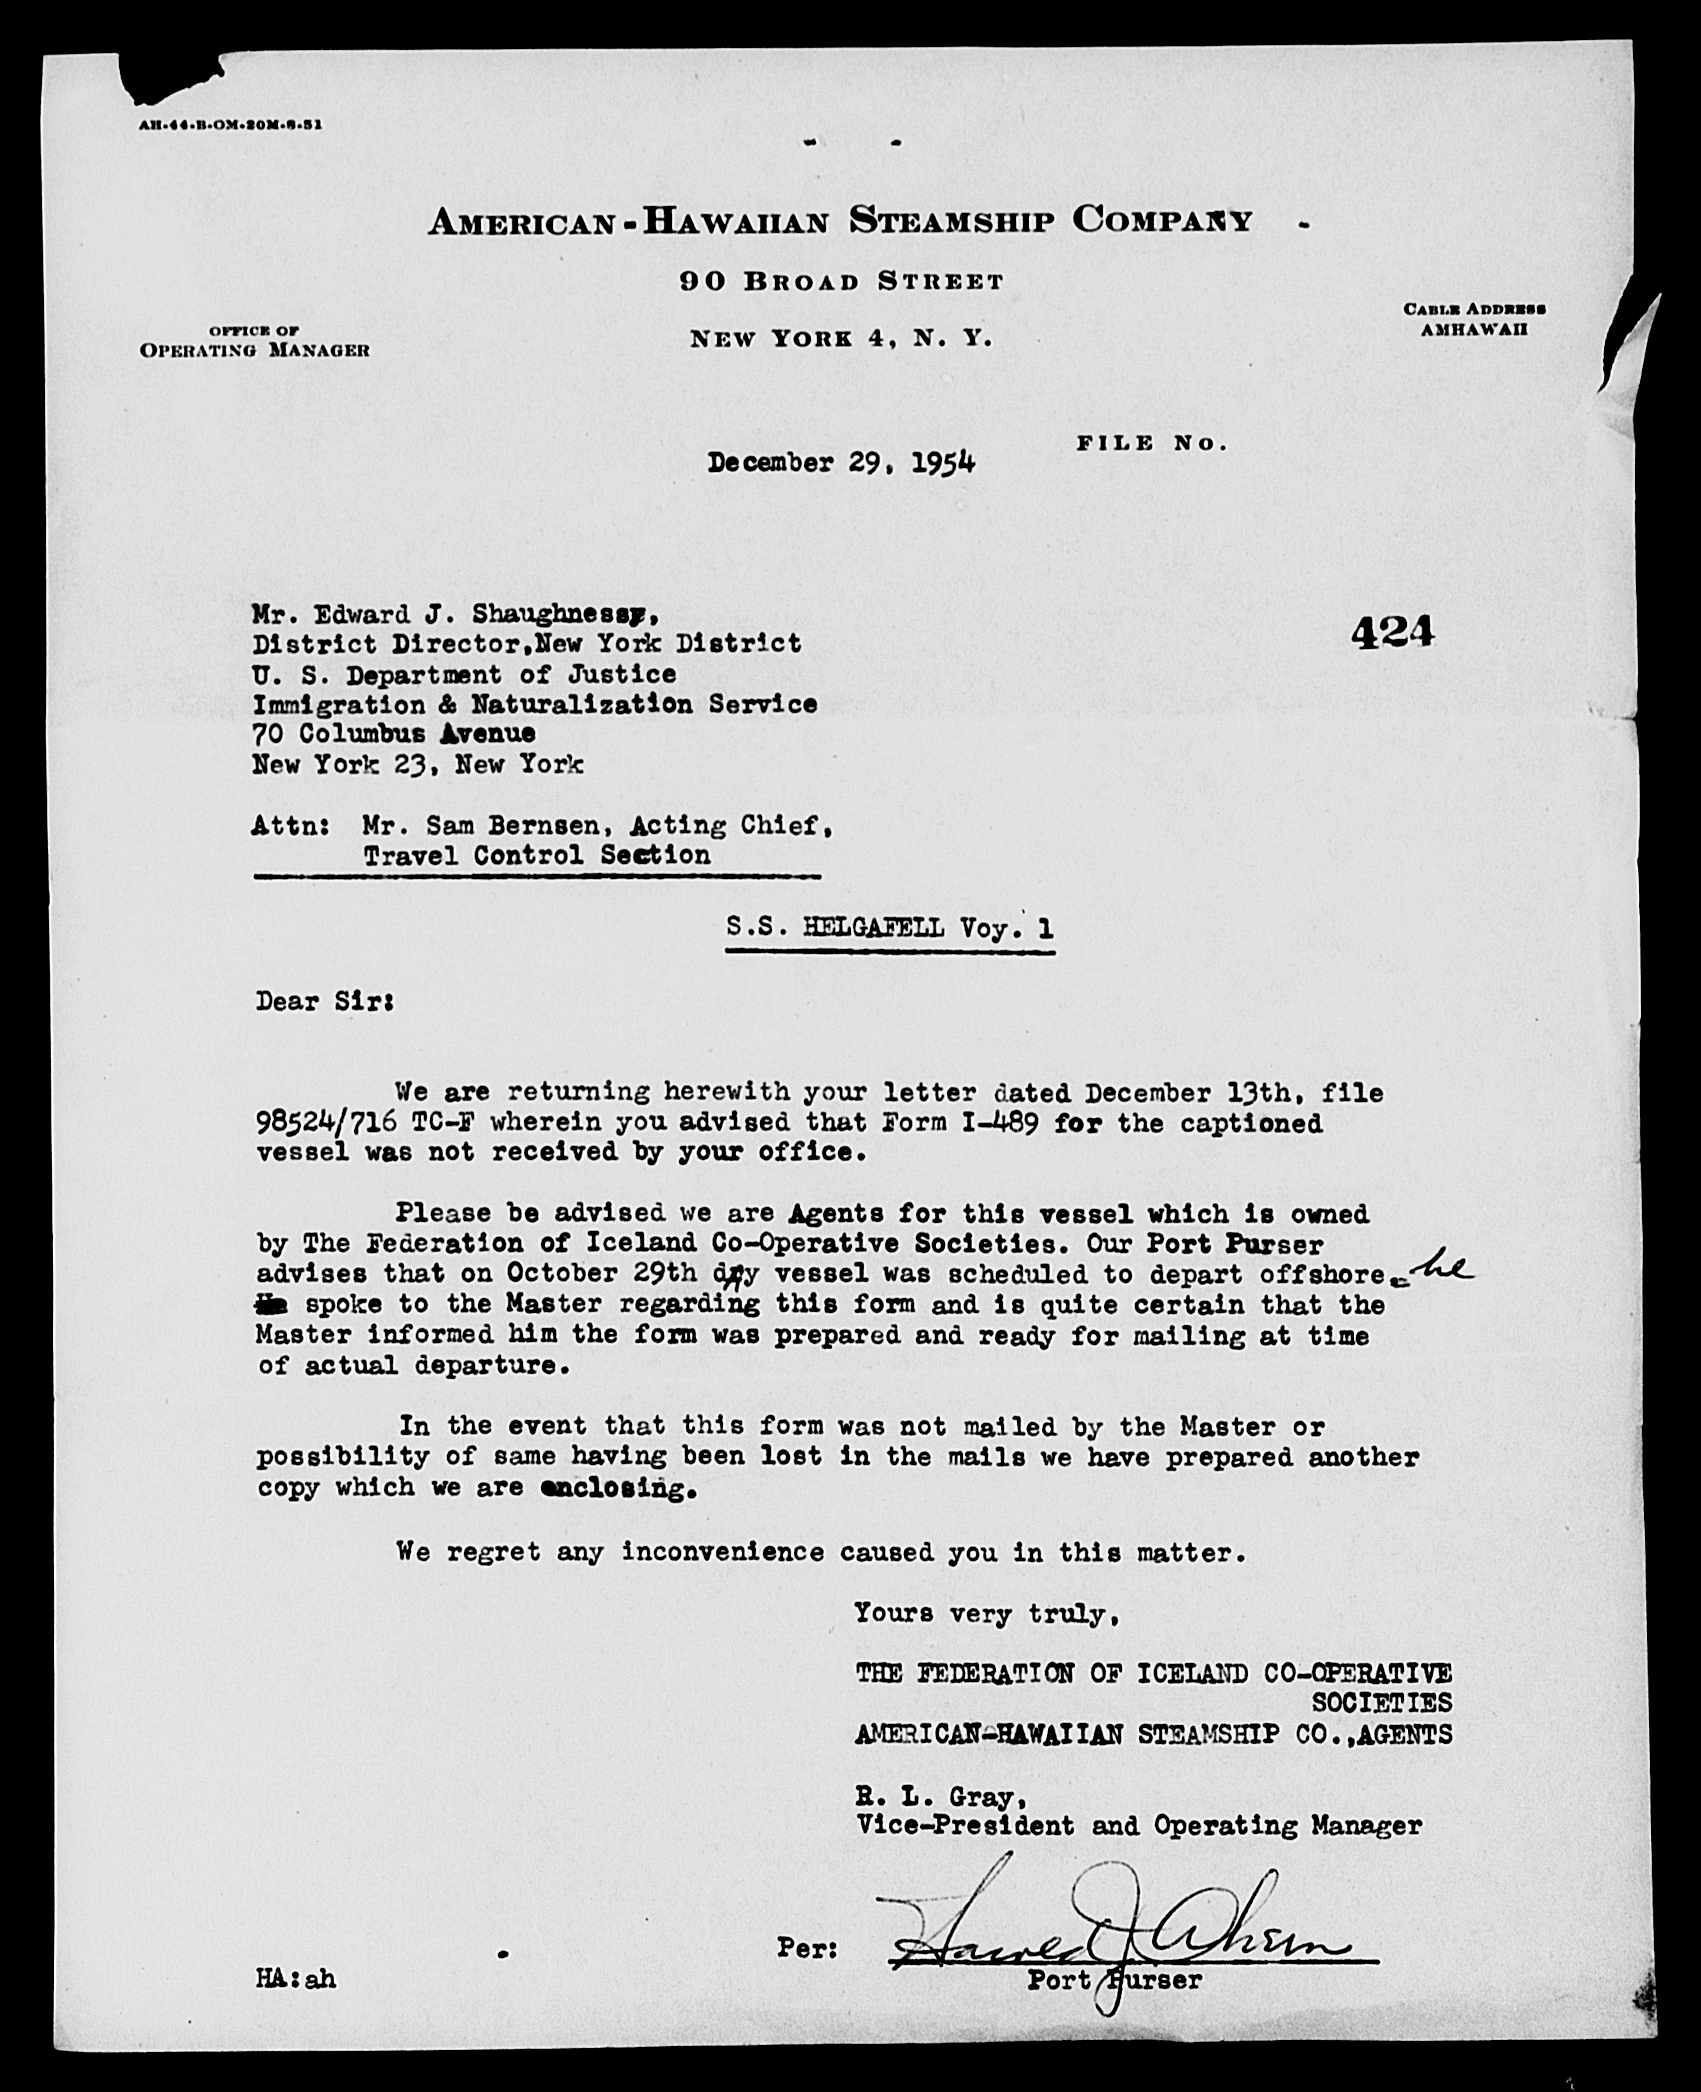 AH-44-B-OM-20M-8-51
AMERICAN-HAWAIIAN STEAMSHIP COMPANY
90 BROAD STREET
NEW YORK 4, N. Y.
OFFICE OF
OPERATING MANAGER
CABLE ADDRESS
AMHAWAII
FILE No.
December 29, 1954
Mr. Edward J. Shaughnessy,
District Director,New York District
U. S. Department of Justice
Immigration & Naturalization Service
70 Columbus Avenue
New York 23, New York
424
Attn: Mr. Sam Bernsen, Acting Chief,
Travel Control Section
S.S. HELGAFELL Voy. 1
Dear Sir:
We are returning herewith your letter dated December 13th, file
98524/716 TC-F wherein you advised that Form I-489 for the captioned
vessel was not received by your office.
Please be advised we are Agents for this vessel which is owned
by The Federation of Iceland Co-Operative Societies. Our Port Purser
advises that on October 29th day vessel was scheduled to depart offshore he
spoke to the Master regarding this form and is quite certain that the
Master informed him the form was prepared and ready for mailing at time
of actual departure.
In the event that this form was not mailed by the Master or
possibility of same having been lost in the mails we have prepared another
copy which we are enclosing.
We regret any inconvenience caused you in this matter.
Yours very truly,
THE FEDERATION OF ICELAND CO-OPERATIVE
SOCIETIES
AMERICAN-HAWAIIAN STEAMSHIP CO.,AGENTS
R. L. Gray,
Vice-President and Operating Manager
Per: J Ahern
Port Purser
HA:ah